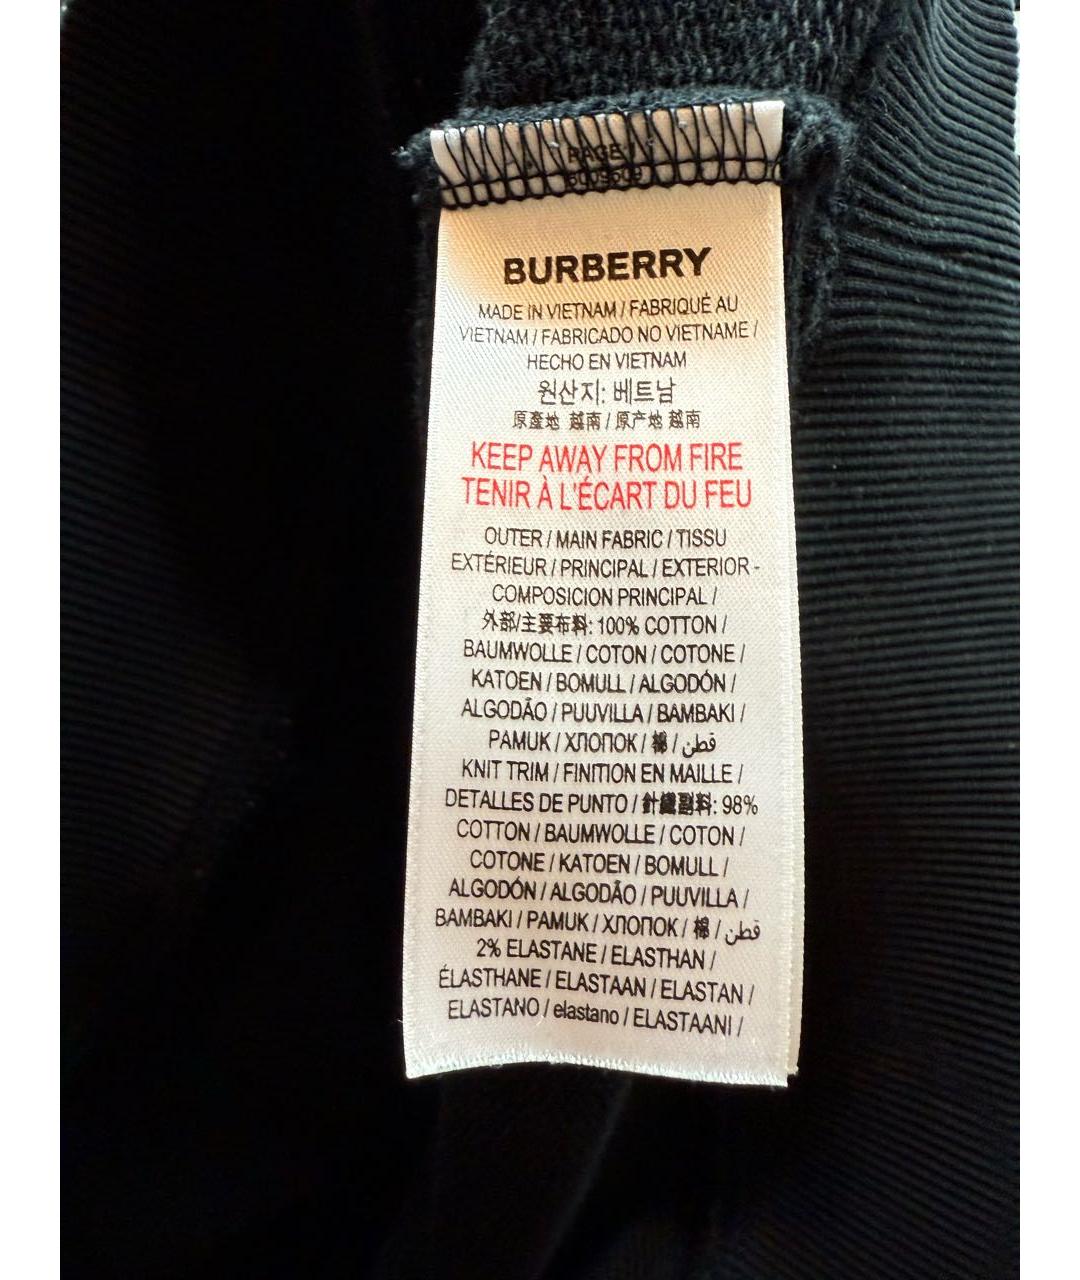 PAGE 1
BURBERRY
MADE IN VIETNAM / FABRIQUÉ AU
VIETNAM / FABRICADO NO VIETNAME /
HECHO EN VIETNAM
원산지: 베트남
原產地 越南 / 原产地 越南
KEEP AWAY FROM FIRE
TENIR À L'ÉCART DU FEU
OUTER / MAIN FABRIC / TISSU
EXTÉRIEUR / PRINCIPAL / EXTERIOR -
COMPOSICION PRINCIPAL /
外部/主要布料: 100% COTTON /
BAUMWOLLE / COTON / COTONE /
KATOEN / BOMULL / ALGODÓN /
ALGODÃO / PUUVILLA / BAMBAKI /
PAMUK / ХЛОПОК / 棉 / قطن
KNIT TRIM / FINITION EN MAILLE /
DETALLES DE PUNTO / 針織副料: 98%
COTTON / BAUMWOLLE / COTON /
COTONE / KATOEN / BOMULL /
ALGODÓN / ALGODÃO / PUUVILLA /
BAMBAKI / PAMUK / ХЛОПОК / 棉 / قطن
2% ELASTANE / ELASTHAN /
ÉLASTHANE / ELASTAAN / ELASTAN /
ELASTANO / elastano / ELASTAANI /